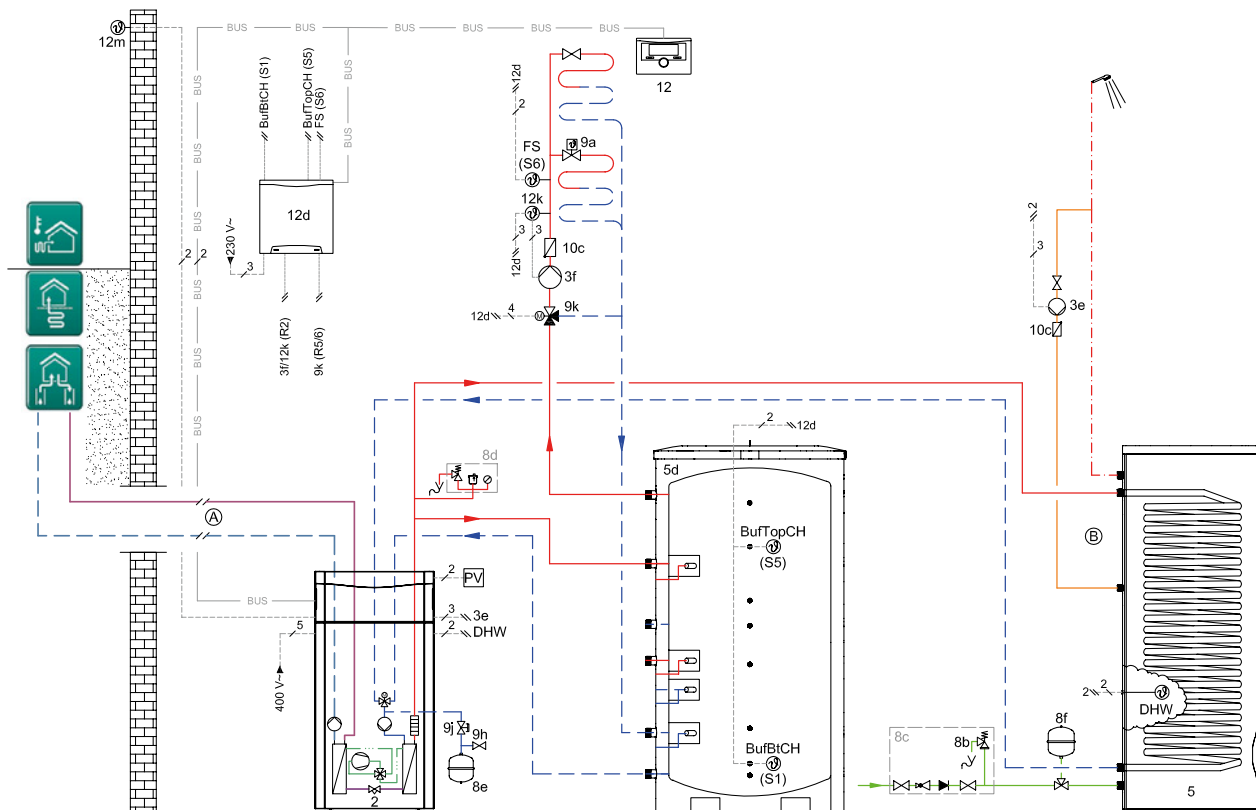 BUS
BUS
BUS
BUS
BUS
12m
12
BufBtCH (S1)
BufTopCH (S5)
FS (S6)
BUS
BUS
BUS
BUS
BUS
BUS
12d
2
2
2
230 V~
3
3f/12k (R2)
9k (R5/6)
12d
2
FS
(S6)
9a
12k
3
3
12d
10c
3f
M
9k
12d
4
2
3
3e
10c
8d
5d
2
12d
A
B
BufTopCH
(S5)
BUS
2
PV
3
3e
2
DHW
5
400 V~
9j
9h
8e
2
BufBtCH
(S1)
8c
8b
8f
2
2
DHW
5